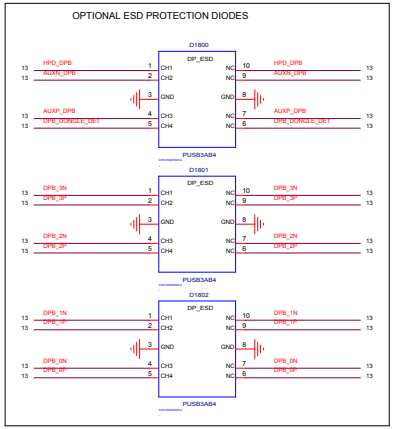 OPTIONAL ESD PROTECTION DIODES
D1800
DP_ESD
13 HPD_DPB 1 CH1 NC 10 HPD_DPB 13
13 AUXN_DPB 2 CH2 NC 9 AUXN_DPB 13
3 GND GND 8
13 AUXP_DPB 4 CH3 NC 7 AUXP_DPB 13
13 DPB_DONGLE_DET 5 CH4 NC 6 DPB_DONGLE_DET 13
PUSB3AB4
D1801
DP_ESD
13 DPB_3N 1 CH1 NC 10 DPB_3N 13
13 DPB_3P 2 CH2 NC 9 DPB_3P 13
3 GND GND 8
13 DPB_2N 4 CH3 NC 7 DPB_2N 13
13 DPB_2P 5 CH4 NC 6 DPB_2P 13
PUSB3AB4
D1802
DP_ESD
13 DPB_1N 1 CH1 NC 10 DPB_1N 13
13 DPB_1P 2 CH2 NC 9 DPB_1P 13
3 GND GND 8
13 DPB_0N 4 CH3 NC 7 DPB_0N 13
13 DPB_0P 5 CH4 NC 6 DPB_0P 13
PUSB3AB4